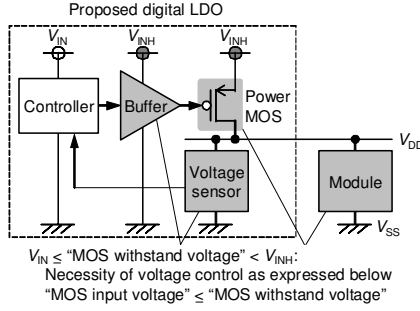 Proposed digital LDO
VIN VINH VINH
Controller
Buffer
Power
MOS
VDD
Voltage
sensor
Module
VSS
VIN ≤ “MOS withstand voltage” < VINH:
Necessity of voltage control as expressed below
“MOS input voltage” ≤ “MOS withstand voltage”